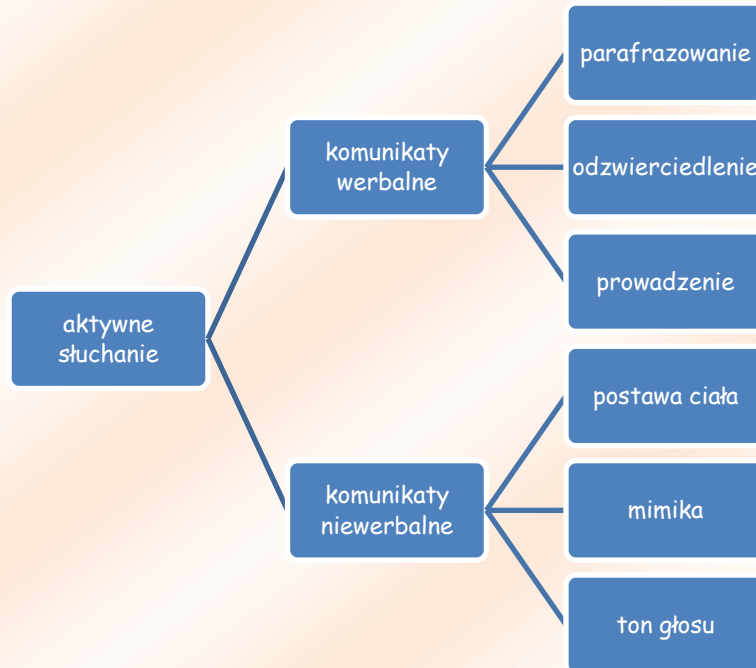 aktywne
słuchanie
komunikaty
werbalne
parafrazowanie
odzwierciedlenie
prowadzenie
komunikaty
niewerbalne
postawa ciała
mimika
ton głosu